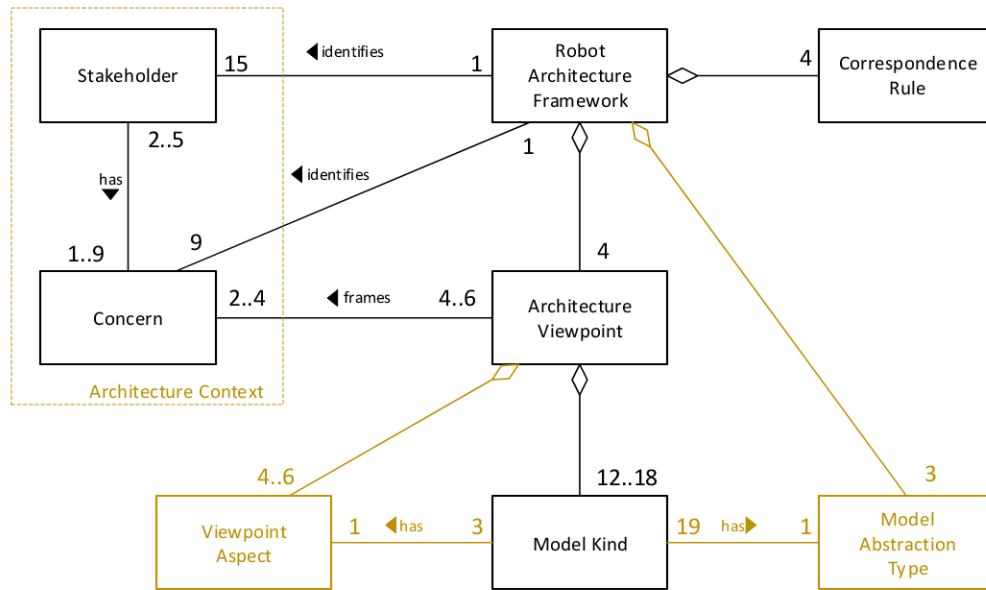 Stakeholder
15
◀ identifies
1
Robot
Architecture
Framework
4
Correspondence
Rule
2..5
1
has
◀ identifies
1..9
9
4
Concern
2..4
◀ frames
4..6
Architecture
Viewpoint
Architecture Context
4..6
12..18
3
Viewpoint
Aspect
1
◀ has
3
Model Kind
19
has ▶
1
Model
Abstraction
Type